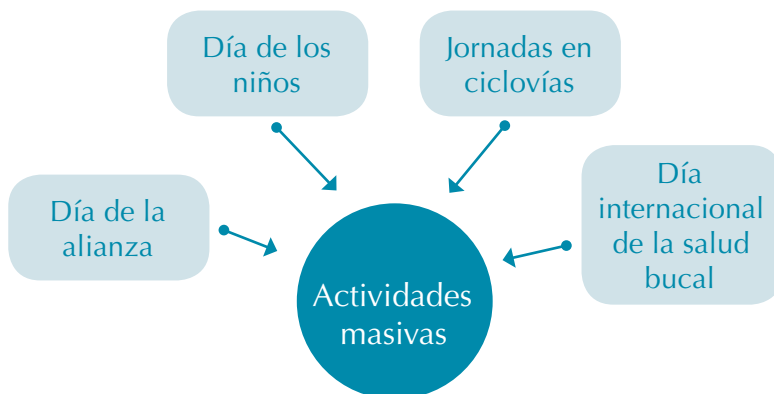 Día de los
niños
Jornadas en
ciclovías
Día de la
alianza
Día
internacional
de la salud
bucal
Actividades
masivas